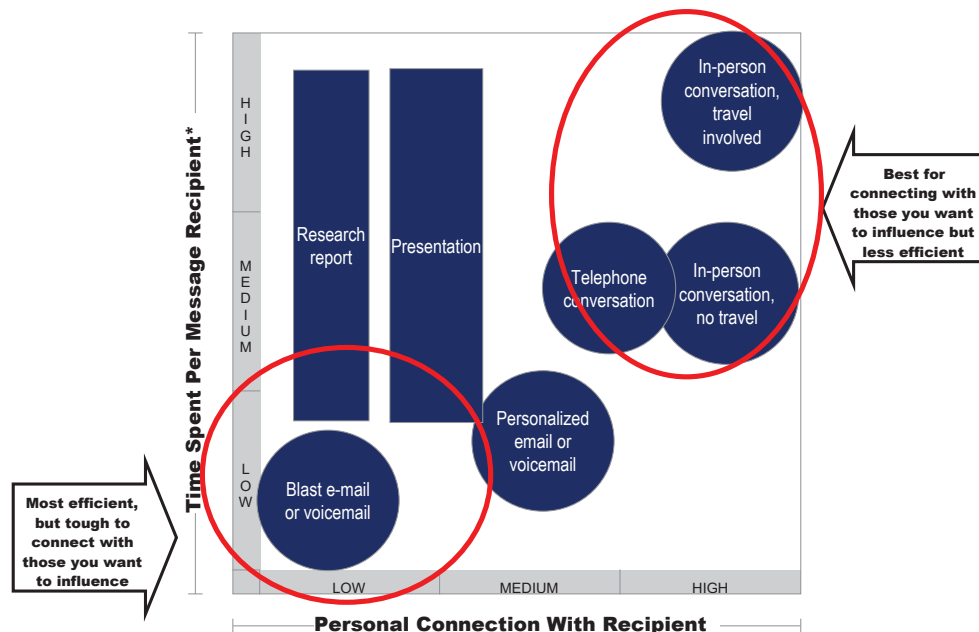 Time Spent Per Message Recipient*
HIGH
MEDIUM
LOW
In-person
conversation,
travel
involved
Research
report
Presentation
Telephone
conversation
In-person
conversation,
no travel
Personalized
email or
voicemail
Blast e-mail
or voicemail
Best for
connecting with
those you want
to influence but
less efficient
Most efficient,
but tough to
connect with
those you want
to influence
LOW
MEDIUM
HIGH
Personal Connection With Recipient